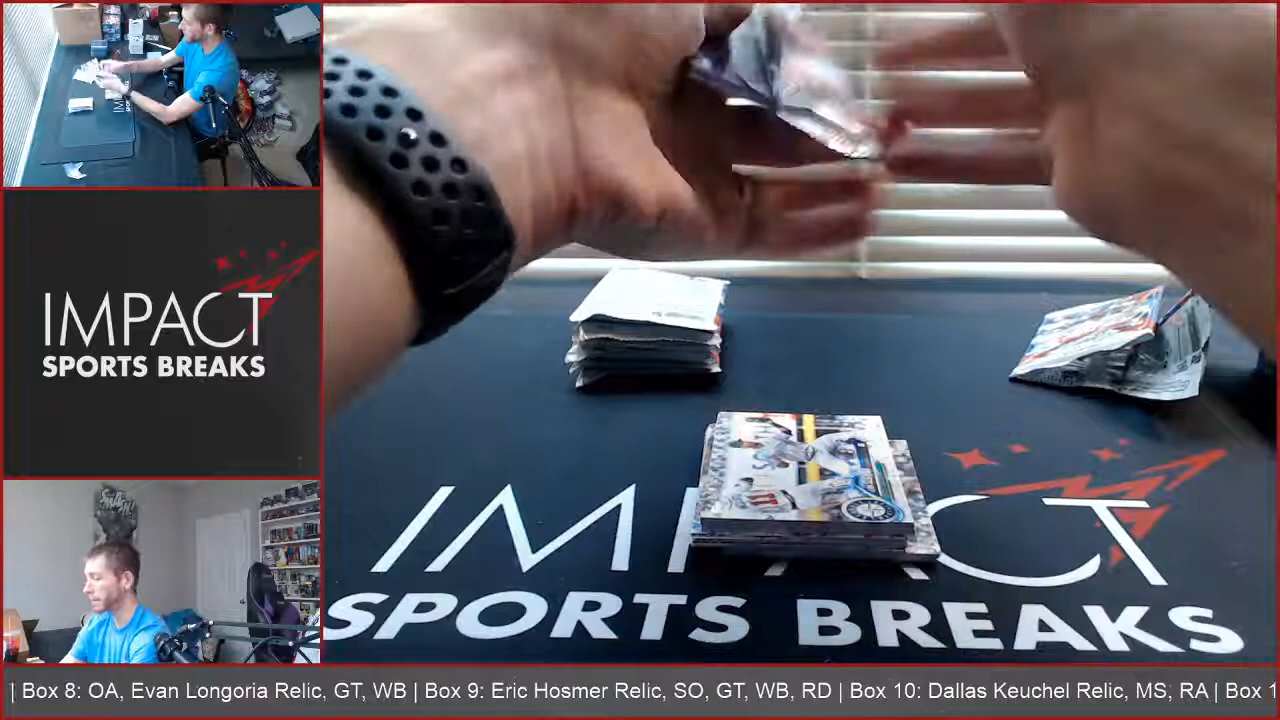 IMPACT
SPORTS BREAKS
SMASH!
IMPACT
SPORTS BREAKS
| Box 8: OA, Evan Longoria Relic, GT, WB | Box 9: Eric Hosmer Relic, SO, GT, WB, RD | Box 10: Dallas Keuchel Relic, MS, RA | Box 1